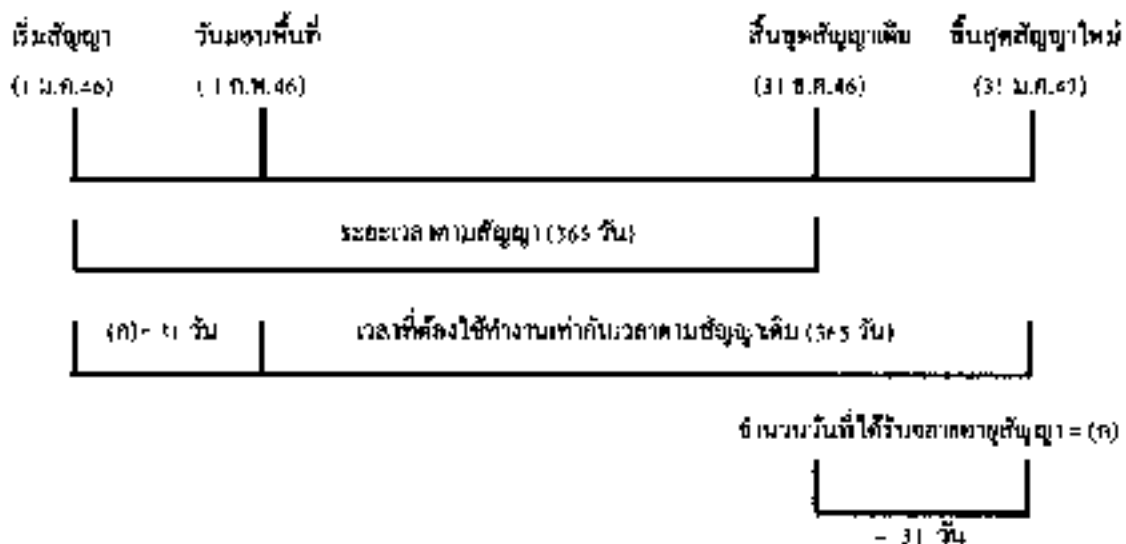 เริ่มสัญญา วันมอบพื้นที่ สิ้นสุดสัญญาเดิม สิ้นสุดสัญญาใหม่
(1 ม.ค.46) (1 ก.พ.46) (31 ธ.ค.46) (31 ม.ค.47)
ระยะเวลาตามสัญญา (365 วัน)
(ก)= 31 วัน เวลาที่ต้องใช้ทำงานเท่ากับเวลาตามสัญญาเดิม (365 วัน)
จำนวนวันที่ได้รับขยายอายุสัญญา = (ก)
= 31 วัน